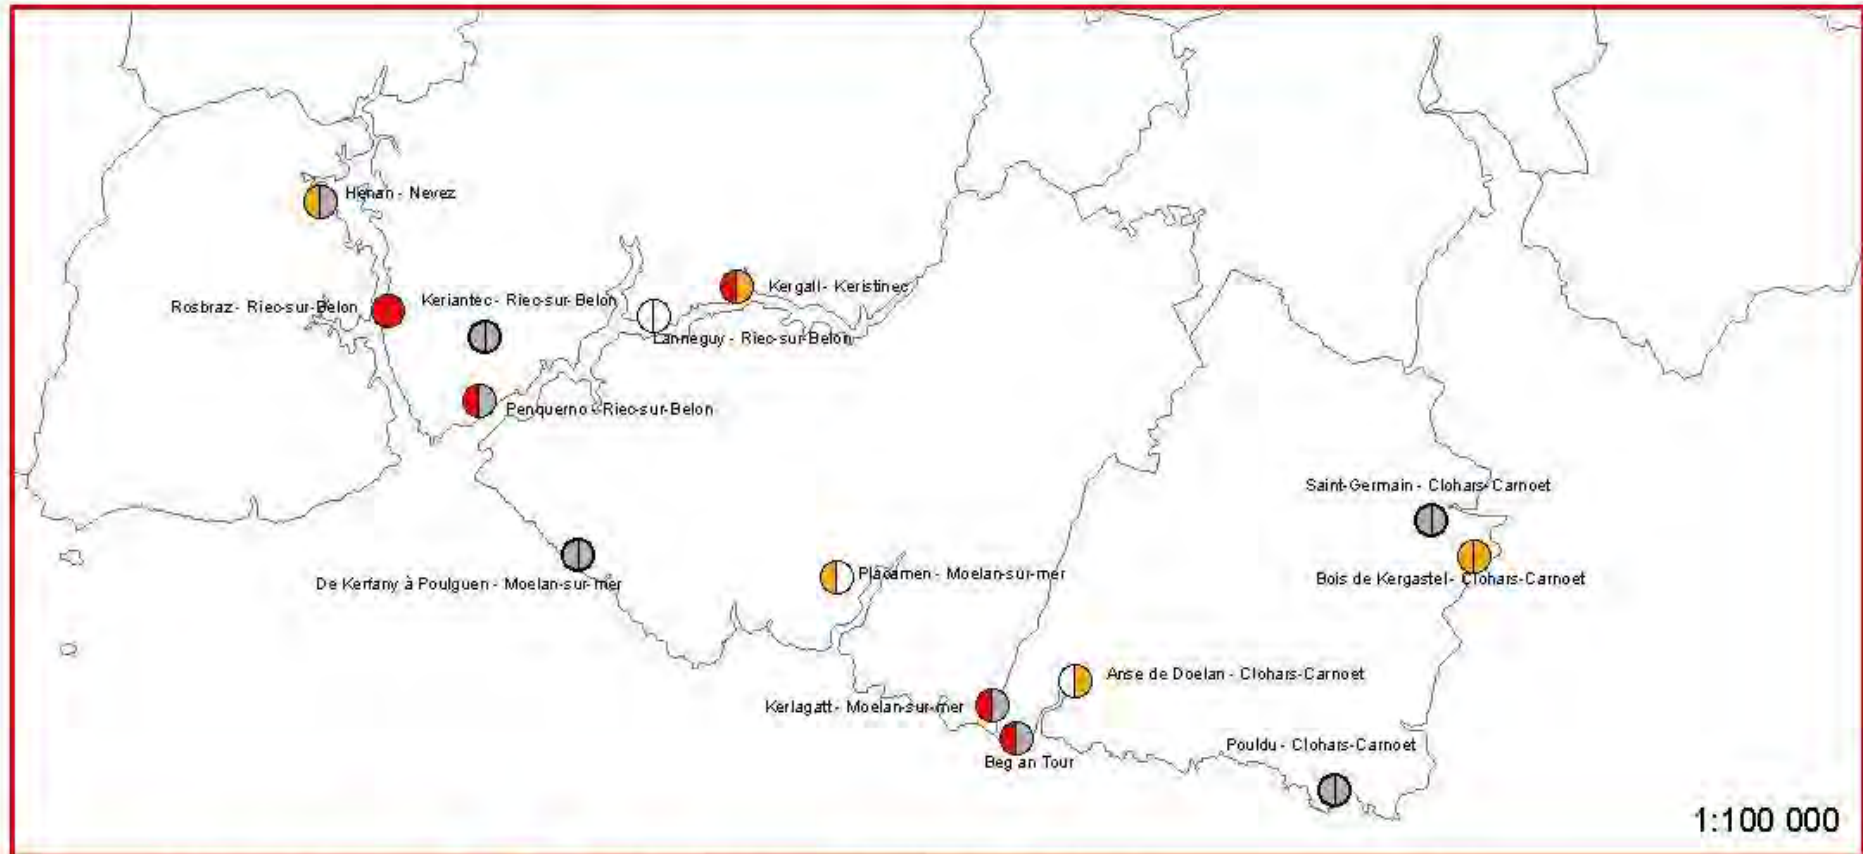 Henan - Nevez
Rosbraz - Riec-sur-Belon
Keriantec - Riec-sur-Belon
Kergall - Keristinec
Lanneguy - Riec-sur-Belon
Penquerno - Riec-sur-Belon
Saint-Germain - Clohars-Carnoet
De Kerfany à Poulguen - Moelan-sur-mer
Placamen - Moelan-sur-mer
Bois de Kergastel - Clohars-Carnoet
Anse de Doelan - Clohars-Carnoet
Kerlagatt - Moelan-sur-mer
Pouldu - Clohars-Carnoet
Beg an Tour
1:100 000